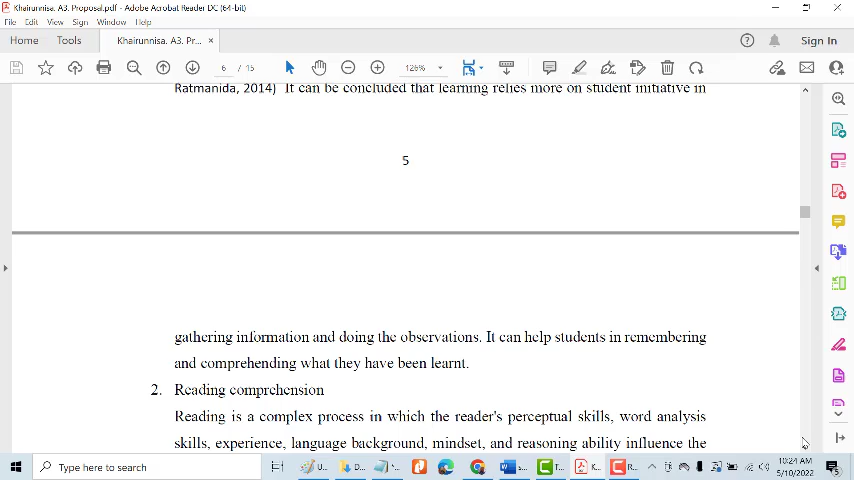 Khairunnisa. A3. Proposal.pdf - Adobe Acrobat Reader DC (64-bit)
File Edit View Sign Window Help
Home Tools Khairunnisa. A3. Pr... × Sign In
6 / 15 126%
Ratmanida, 2014) It can be concluded that learning relies more on student initiative in
5
gathering information and doing the observations. It can help students in remembering
and comprehending what they have been learnt.
2. Reading comprehension
Reading is a complex process in which the reader's perceptual skills, word analysis
skills, experience, language background, mindset, and reasoning ability influence the
Type here to search U... D... s... T... K... R... 10:24 AM
5/10/2022 5